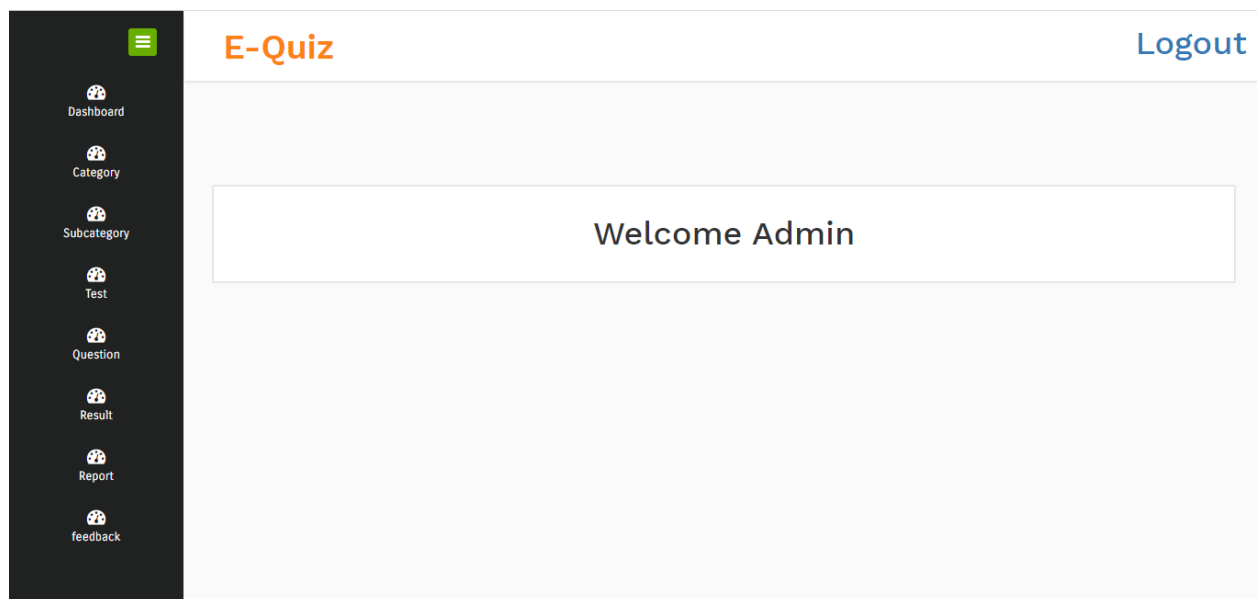 E-Quiz
Logout
Dashboard
Category
Subcategory
Test
Question
Result
Report
feedback
Welcome Admin